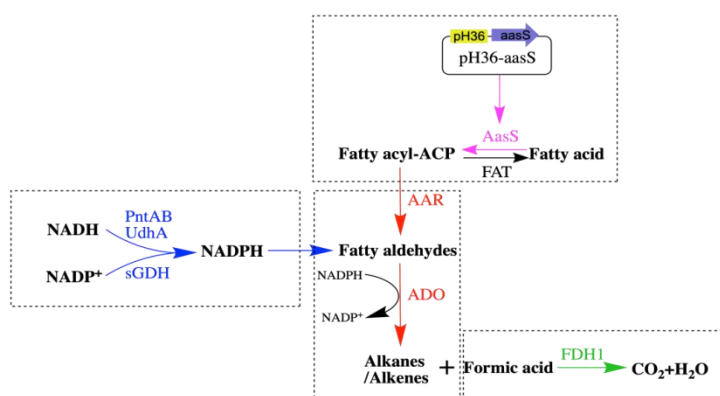 pH36 aasS
pH36-aasS
AasS
Fatty acyl-ACP Fatty acid
FAT
AAR
PntAB
NADH UdhA
NADPH Fatty aldehydes
NADP+ sGDH
NADPH
ADO
NADP+
Alkanes
/Alkenes + Formic acid FDH1 CO₂+H₂O